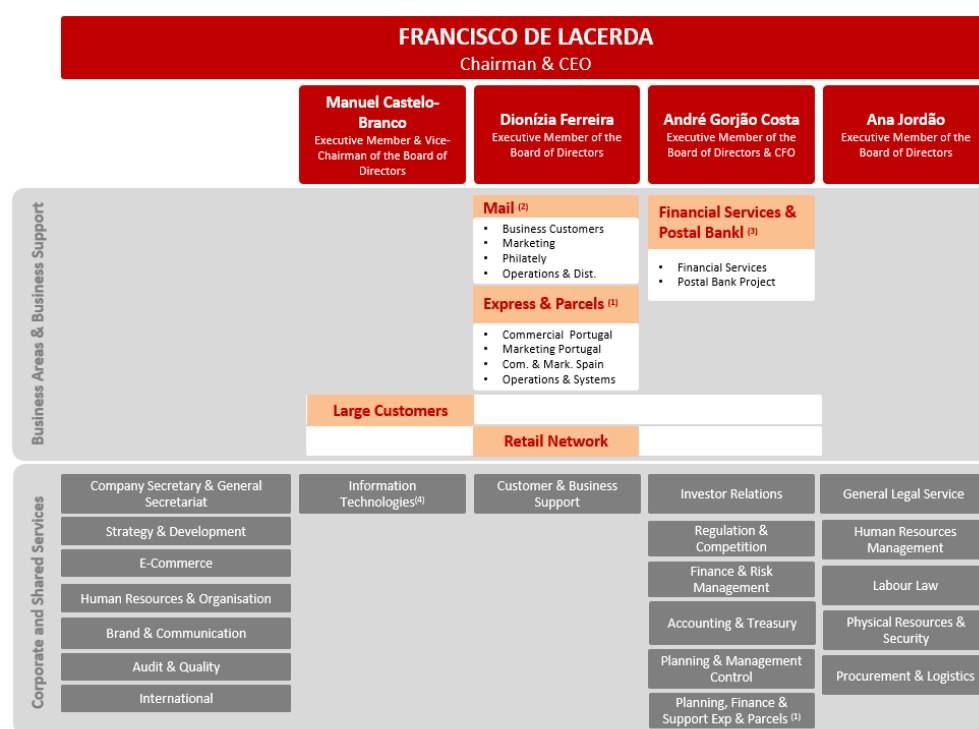 FRANCISCO DE LACERDA
Chairman & CEO
Manuel Castelo-
Branco
Executive Member & Vice-
Chairman of the Board of
Directors
Dionízia Ferreira
Executive Member of the
Board of Directors
André Gorjão Costa
Executive Member of the
Board of Directors & CFO
Ana Jordão
Executive Member of the
Board of Directors
Business Areas & Business Support
Mail (2)
• Business Customers
• Marketing
• Philately
• Operations & Dist.
Express & Parcels (1)
• Commercial Portugal
• Marketing Portugal
• Com. & Mark. Spain
• Operations & Systems
Financial Services &
Postal Bankl (3)
• Financial Services
• Postal Bank Project
Large Customers
Retail Network
Corporate and Shared Services
Company Secretary & General
Secretariat
Strategy & Development
E-Commerce
Human Resources & Organisation
Brand & Communication
Audit & Quality
International
Information
Technologies(4)
Customer & Business
Support
Investor Relations
Regulation &
Competition
Finance & Risk
Management
Accounting & Treasury
Planning & Management
Control
Planning, Finance &
Support Exp & Parcels (1)
General Legal Service
Human Resources
Management
Labour Law
Physical Resources &
Security
Procurement & Logistics